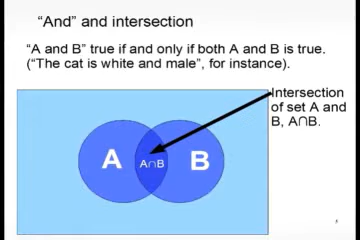 “And” and intersection
“A and B” true if and only if both A and B is true.
(“The cat is white and male”, for instance).
Intersection
of set A and
B, A∩B.
A
A∩B
B